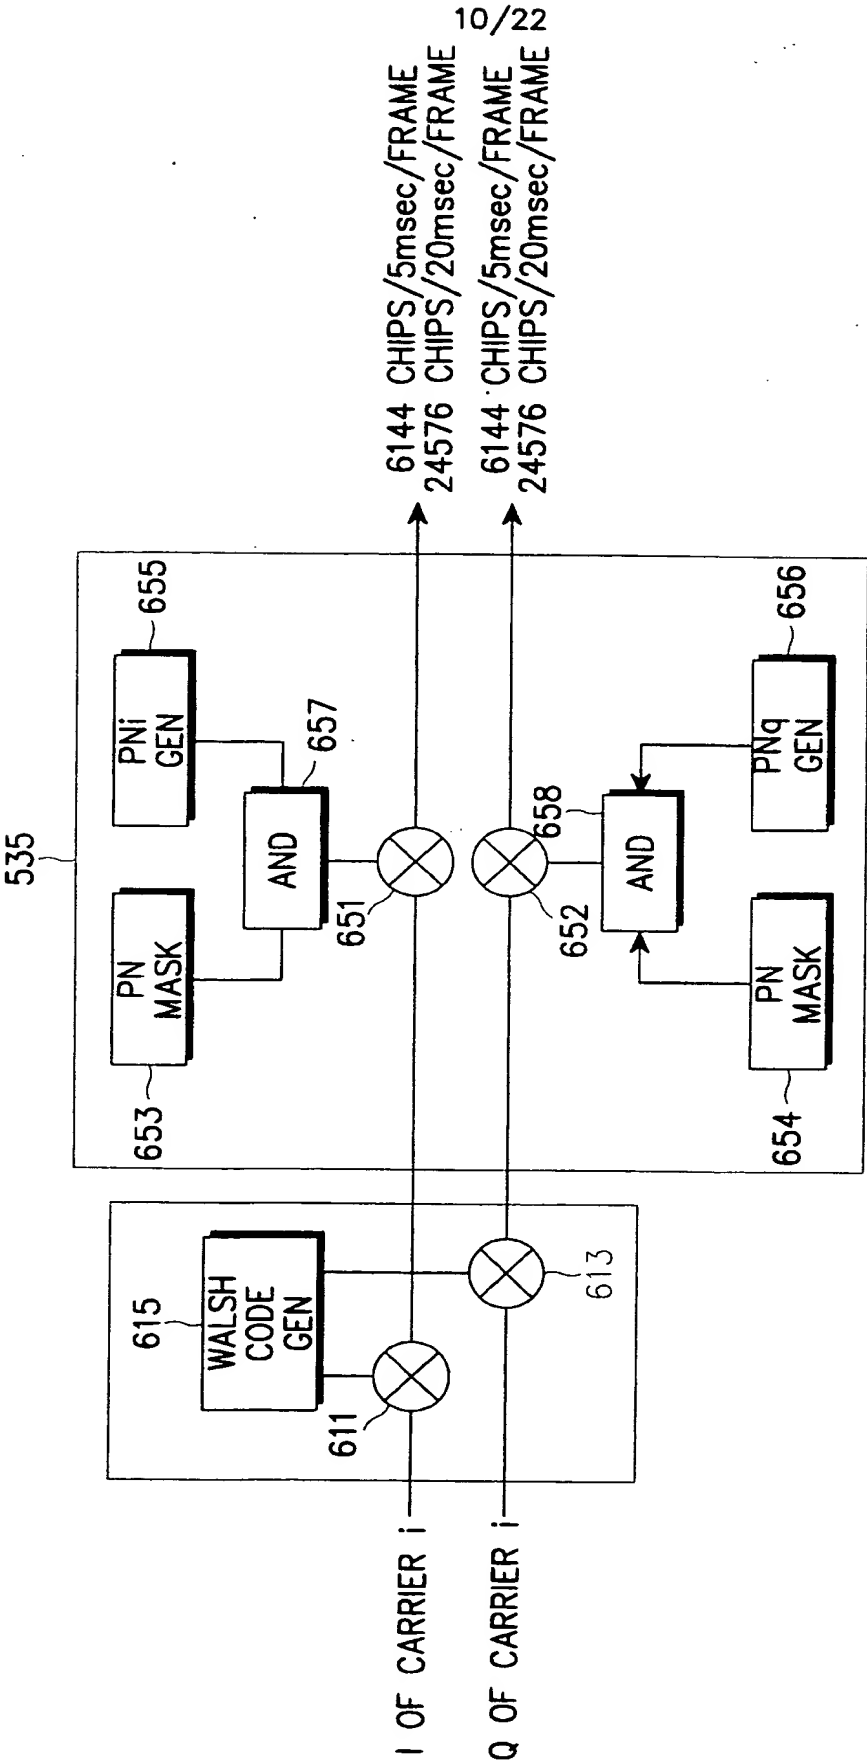 10/22
535
653
PN
MASK
PNi
GEN
655
AND
657
651
6144 CHIPS/5msec/FRAME
24576 CHIPS/20msec/FRAME
615
WALSH
CODE
GEN
611
I OF CARRIER i
Q OF CARRIER i
613
652
6144 CHIPS/5msec/FRAME
24576 CHIPS/20msec/FRAME
658
AND
654
PN
MASK
PNq
GEN
656